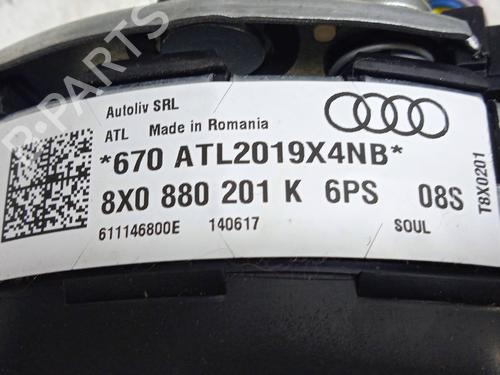 Autoliv SRL
ATL Made in Romania
*670 ATL2019X4NB*
8X0 880 201 K 6PS 08S
611146800E 140617 SOUL
T8X0201
B-PARTS